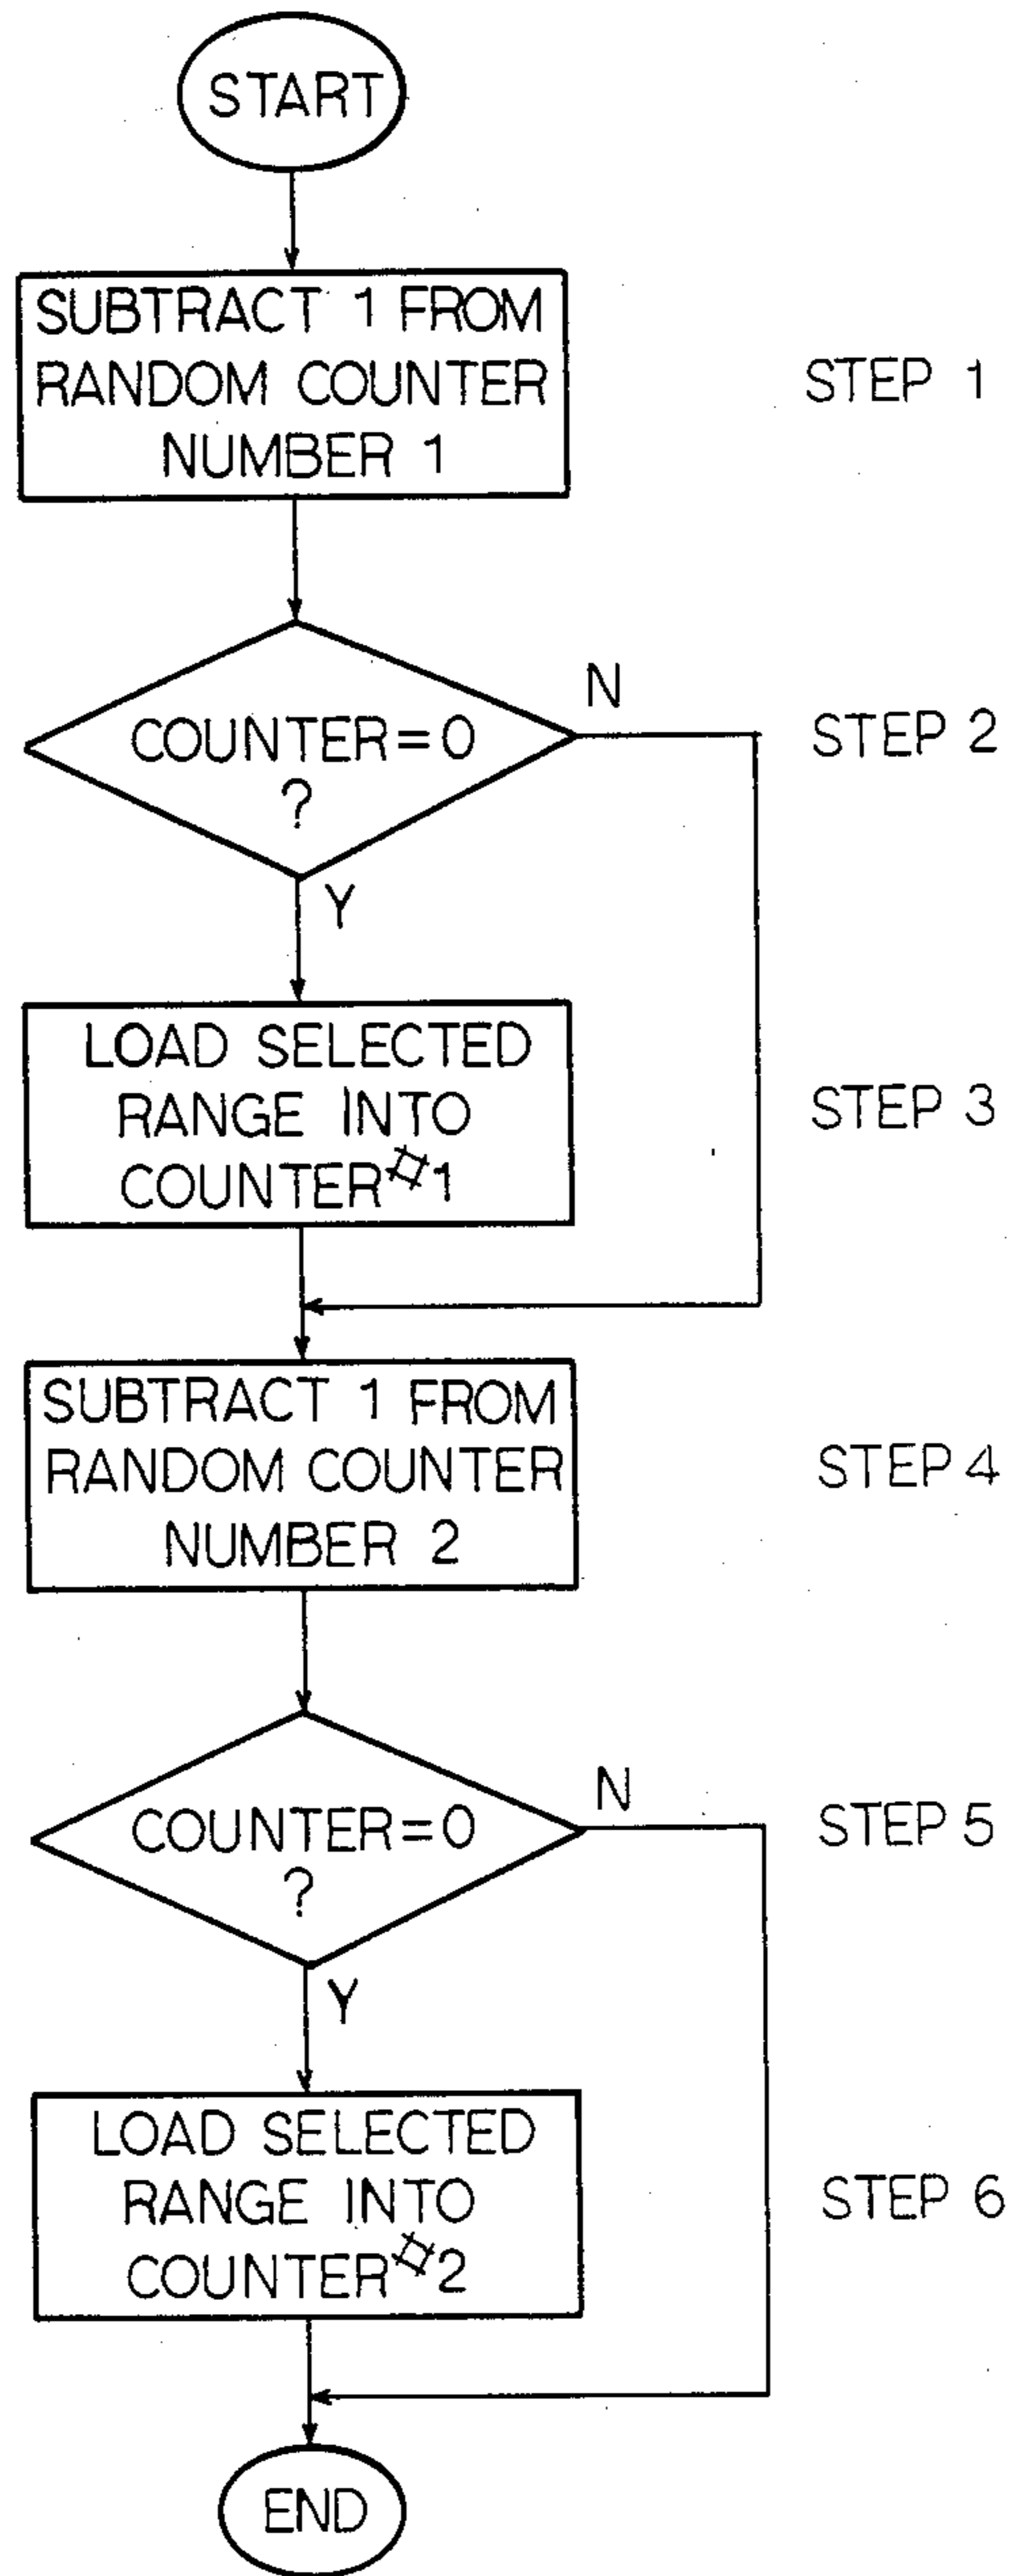 START
SUBTRACT 1 FROM
RANDOM COUNTER
NUMBER 1
STEP 1
COUNTER=0
?
N
Y
STEP 2
LOAD SELECTED
RANGE INTO
COUNTER#1
STEP 3
SUBTRACT 1 FROM
RANDOM COUNTER
NUMBER 2
STEP 4
COUNTER=0
?
N
Y
STEP 5
LOAD SELECTED
RANGE INTO
COUNTER#2
STEP 6
END